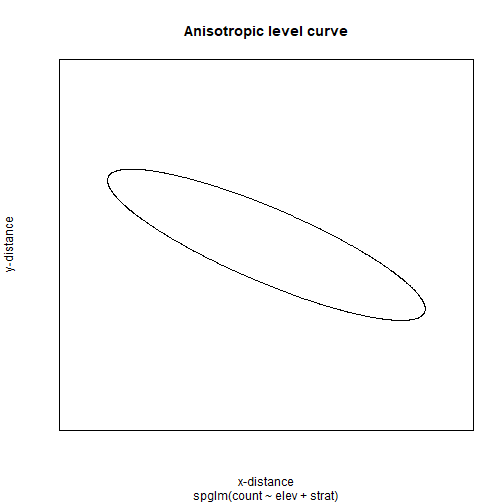 Anisotropic level curve
y-distance
x-distance
spglm(count ~ elev + strat)